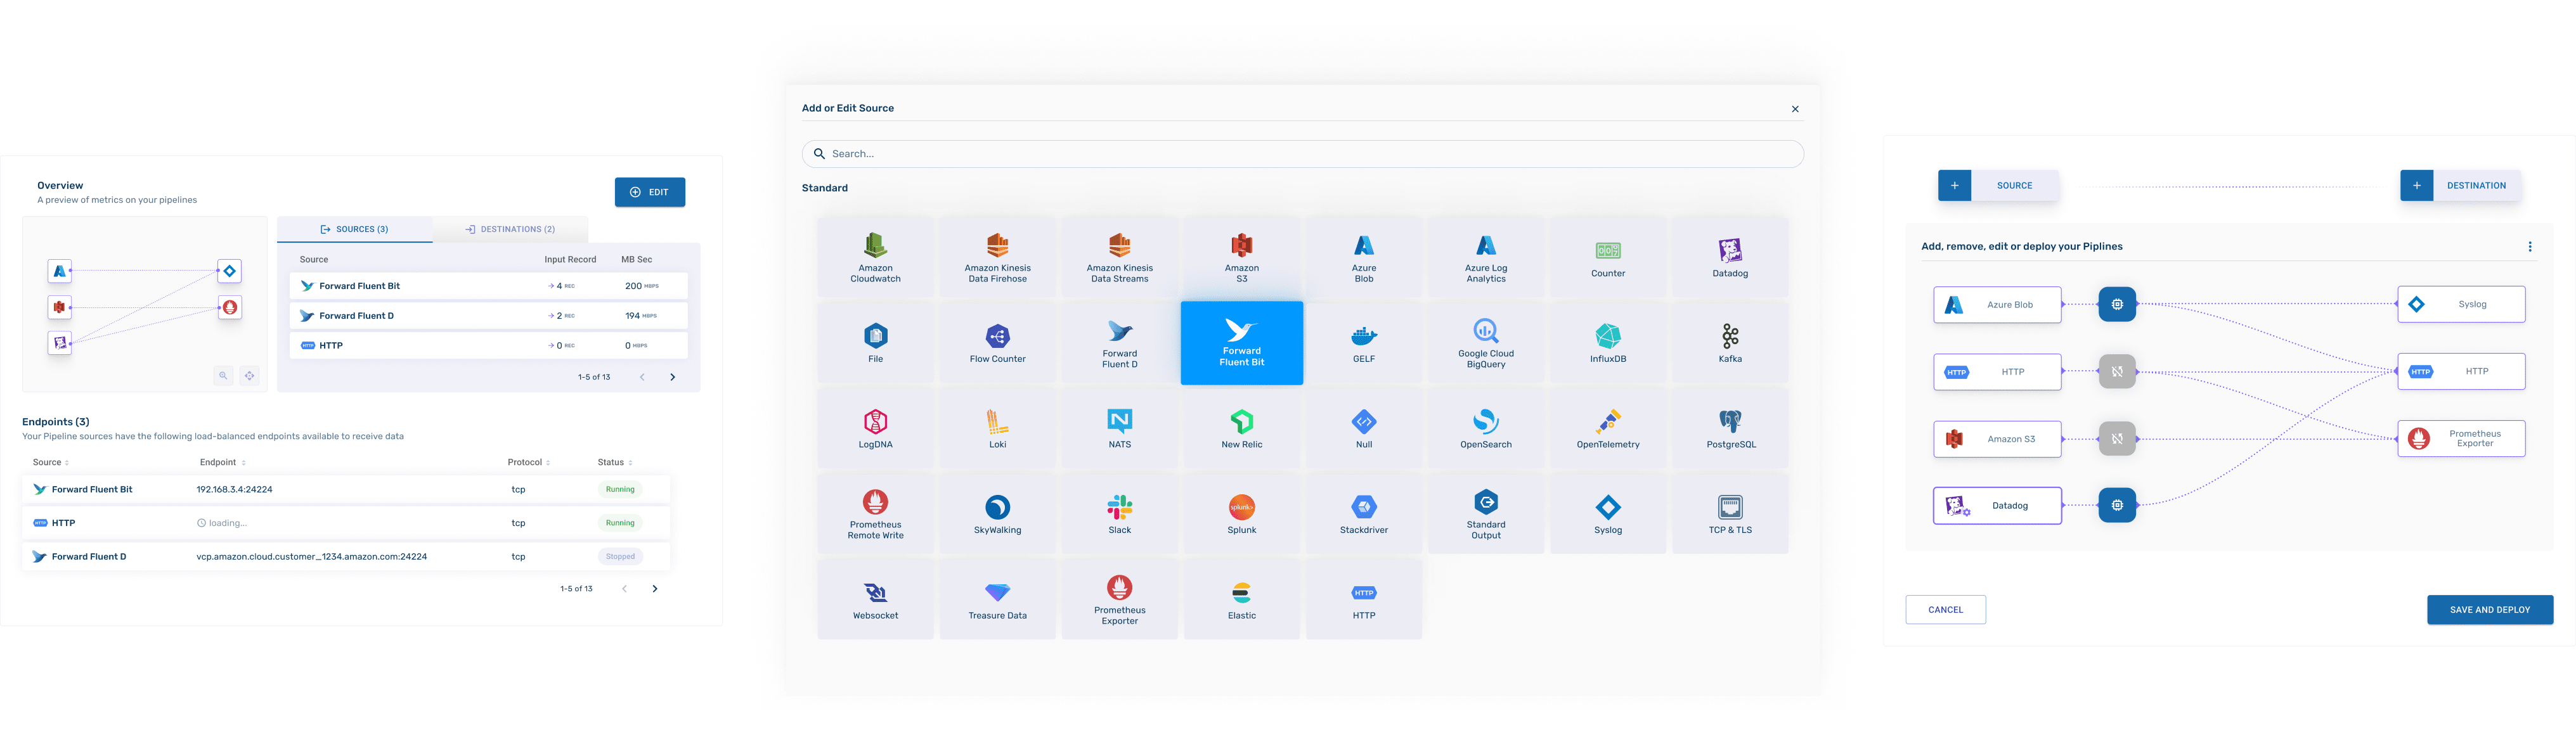 Overview
A preview of metrics on your pipelines
EDIT
SOURCES (3)
DESTINATIONS (2)
Source Input Record MB Sec
Forward Fluent Bit 4 REC 200 MBPS
Forward Fluent D 2 REC 194 MBPS
HTTP HTTP 0 REC 0 MBPS
1-5 of 13
Endpoints (3)
Your Pipeline sources have the following load-balanced endpoints available to receive data
Source Endpoint Protocol Status
Forward Fluent Bit 192.168.3.4:24224 tcp Running
HTTP HTTP loading... tcp Running
Forward Fluent D vcp.amazon.cloud.customer_1234.amazon.com:24224 tcp Stopped
1-5 of 13
Add or Edit Source
Search...
Standard
Amazon
Cloudwatch
Amazon Kinesis
Data Firehose
Amazon Kinesis
Data Streams
Amazon
S3
Azure
Blob
Azure Log
Analytics
Counter
Datadog
File
Flow Counter
Forward
Fluent D
Forward
Fluent Bit
GELF
Google Cloud
BigQuery
InfluxDB
Kafka
LogDNA
Loki
NATS
New Relic
Null
OpenSearch
OpenTelemetry
PostgreSQL
Prometheus
Remote Write
SkyWalking
Slack
splunk>
Splunk
Stackdriver
Standard
Output
Syslog
TCP & TLS
Websocket
Treasure Data
Prometheus
Exporter
Elastic
HTTP
HTTP
SOURCE
DESTINATION
Add, remove, edit or deploy your Piplines
Azure Blob
Syslog
HTTP HTTP
HTTP HTTP
Amazon S3
Prometheus
Exporter
Datadog
CANCEL
SAVE AND DEPLOY